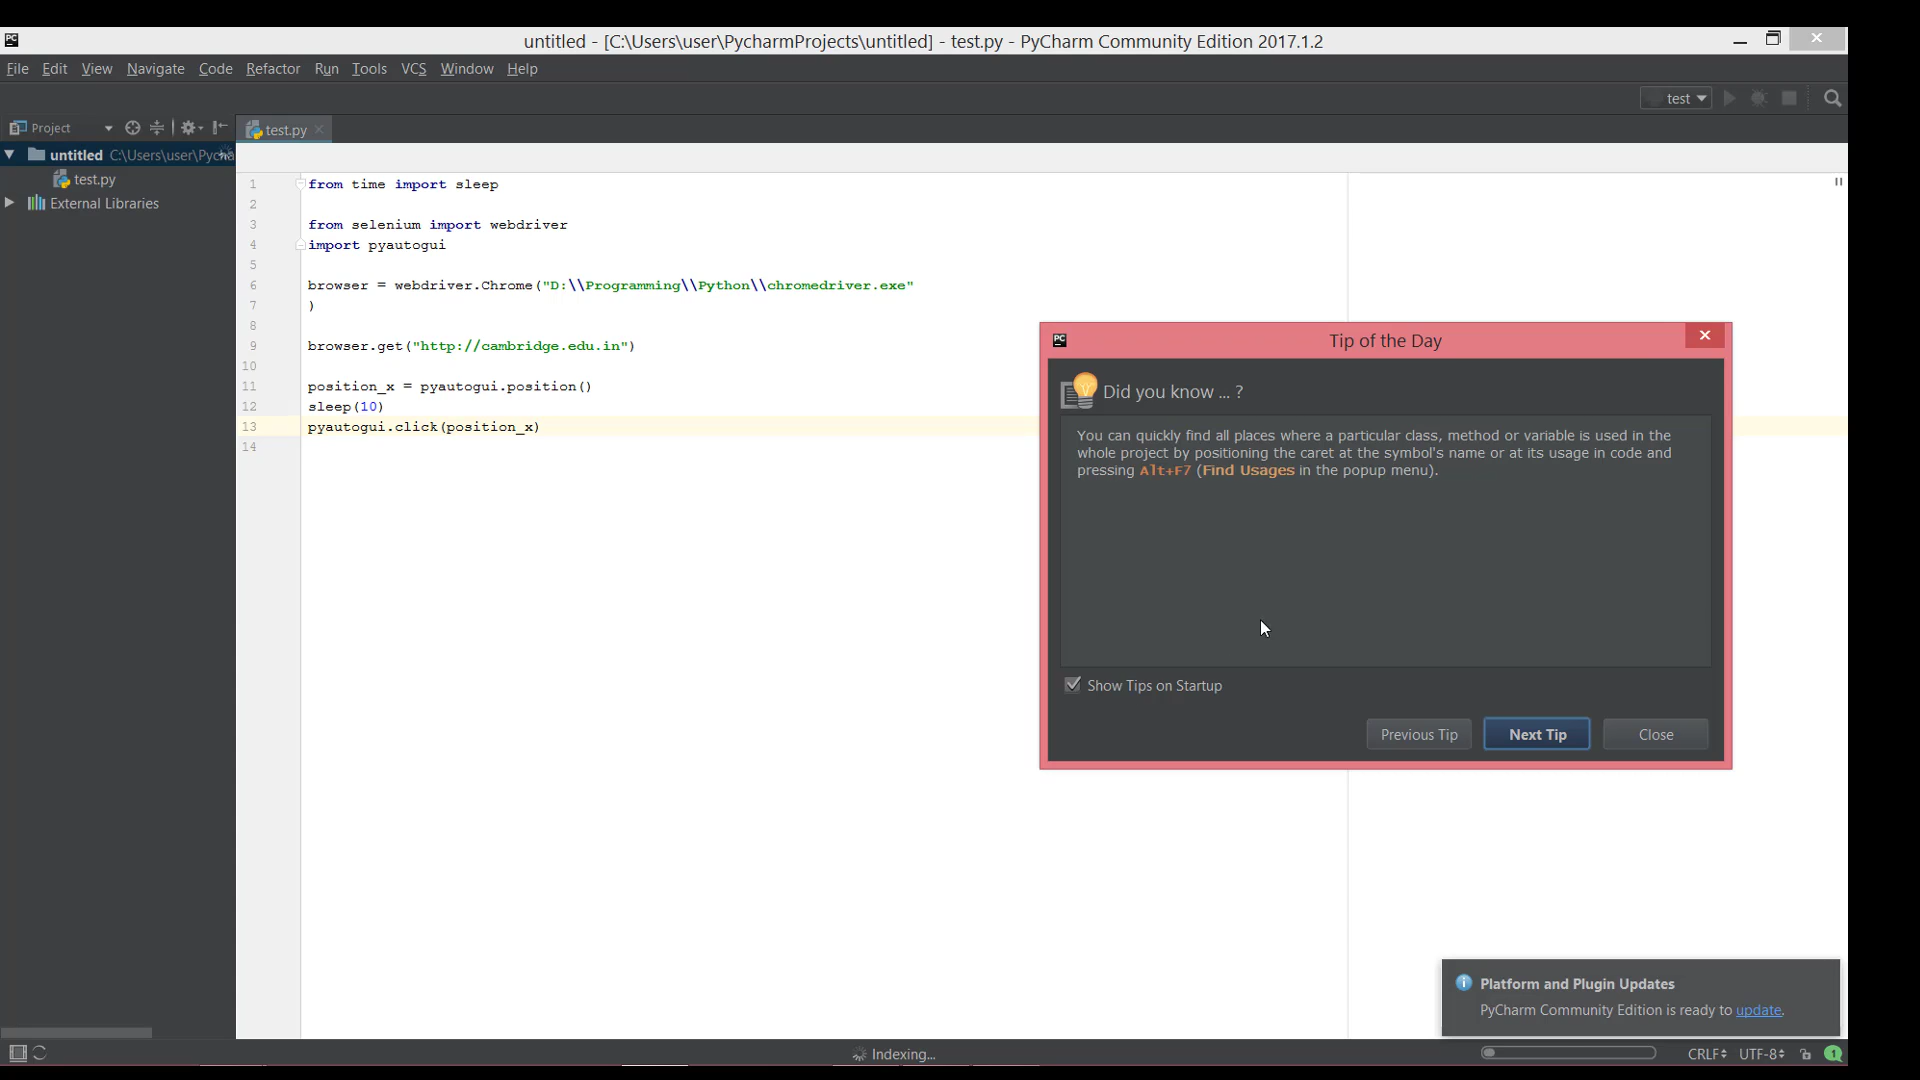 untitled - [C:\Users\user\PycharmProjects\untitled] - test.py - PyCharm Community Edition 2017.1.2
File Edit View Navigate Code Refactor Run Tools VCS Window Help
test
Project
test.py
untitled C:\Users\user\Pycha
test.py
External Libraries
1 from time import sleep
2
3 from selenium import webdriver
4 import pyautogui
5
6 browser = webdriver.Chrome("D:\\Programming\\Python\\chromedriver.exe"
7 )
8
9 browser.get("http://cambridge.edu.in")
10
11 position_x = pyautogui.position()
12 sleep(10)
13 pyautogui.click(position_x)
14
PC
Tip of the Day
Did you know ... ?
You can quickly find all places where a particular class, method or variable is used in the
whole project by positioning the caret at the symbol's name or at its usage in code and
pressing Alt+F7 (Find Usages in the popup menu).
Show Tips on Startup
Previous Tip Next Tip Close
Platform and Plugin Updates
PyCharm Community Edition is ready to update.
Indexing...
CRLF UTF-8 1